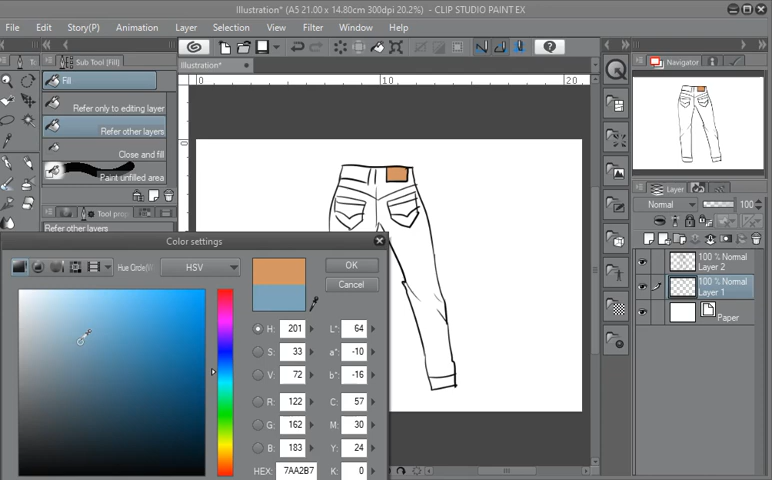 Illustration* (A5 21.00 x 14.80cm 300dpi 20.2%) - CLIP STUDIO PAINT EX
File Edit Story(P) Animation Layer Selection View Filter Window Help
Sub Tool [Fill]
Illustration*
Navigator
Fill
0 10 20
Refer only to editing layer
Refer other layers
Close and fill
Paint unfilled area
Layer
Normal 100
Tool prop
Refer other layers
Color settings
Hue Circle(W
HSV
OK
Cancel
100 % Normal
Layer 2
100 % Normal
Layer 1
Paper
H: 201 L*: 64
S: 33 a*: -10
V: 72 b*: -16
R: 122 C: 57
G: 162 M: 30
B: 183 Y: 24
HEX: 7AA2B7 K: 0